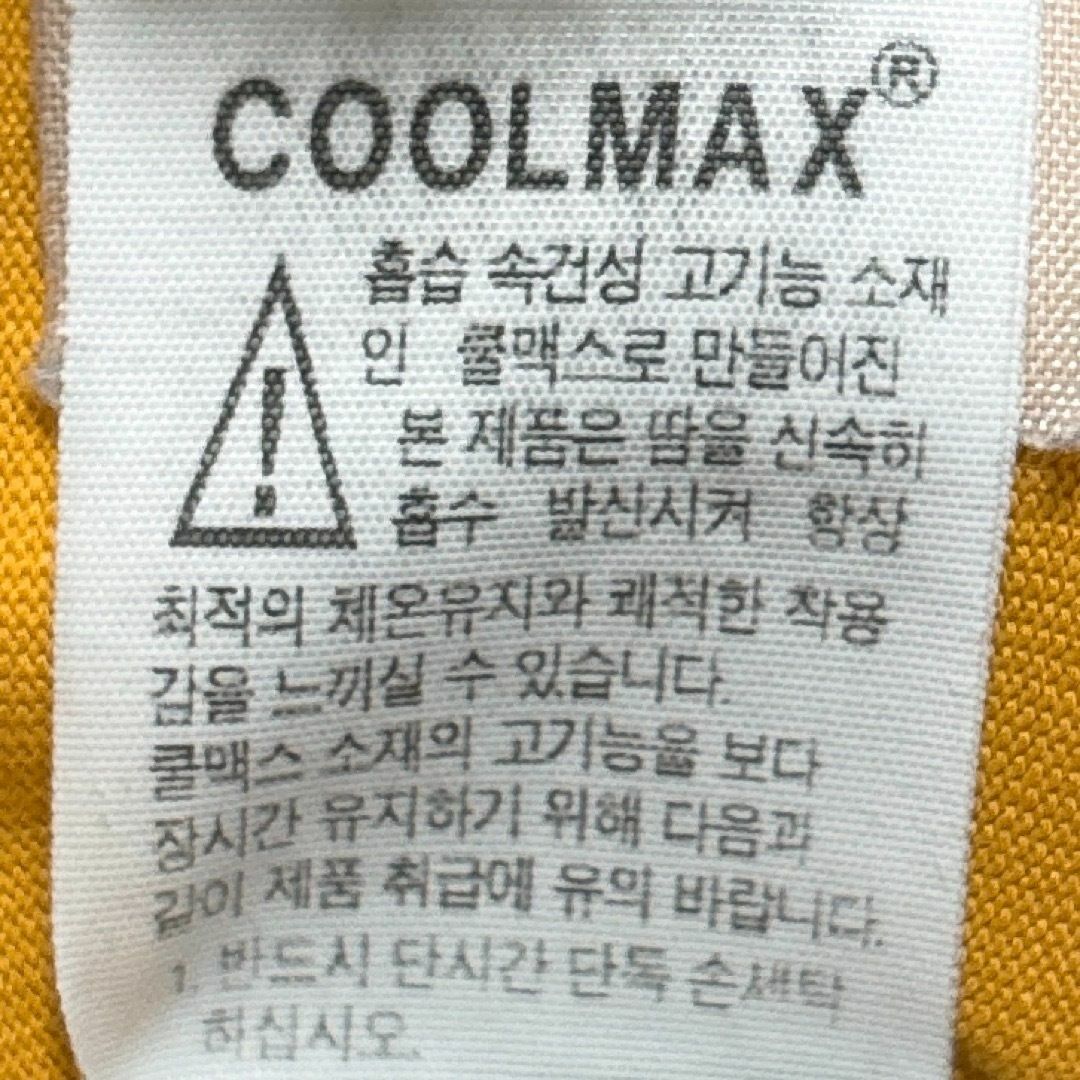 COOLMAX®
흡습 속건성 고기능 소재
인 쿨맥스로 만들어진
본 제품은 땀을 신속히
흡수 발산시켜 항상
최적의 체온유지와 쾌적한 착용
감을 느끼실 수 있습니다.
쿨맥스 소재의 고기능을 보다
장시간 유지하기 위해 다음과
같이 제품 취급에 유의 바랍니다.
1. 반드시 단시간 단독 손세탁
하십시오.